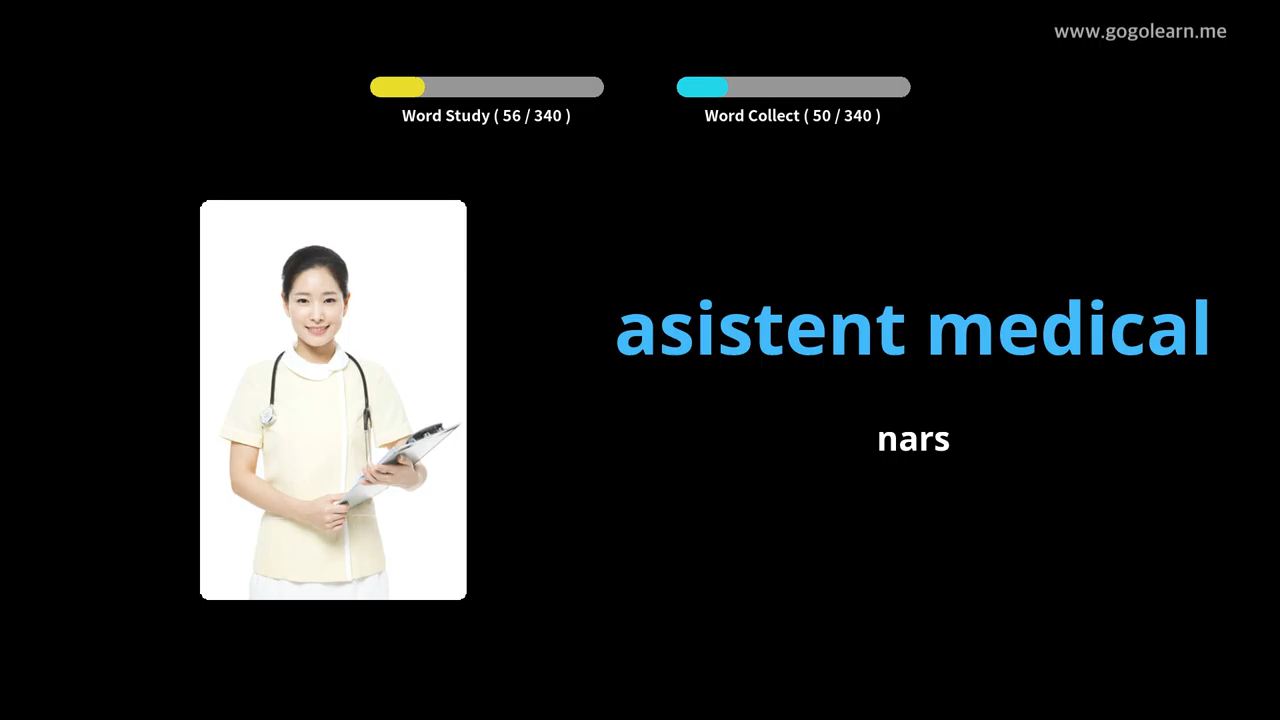 www.gogolearn.me
Word Study ( 56 / 340 )
Word Collect ( 50 / 340 )
asistent medical
nars